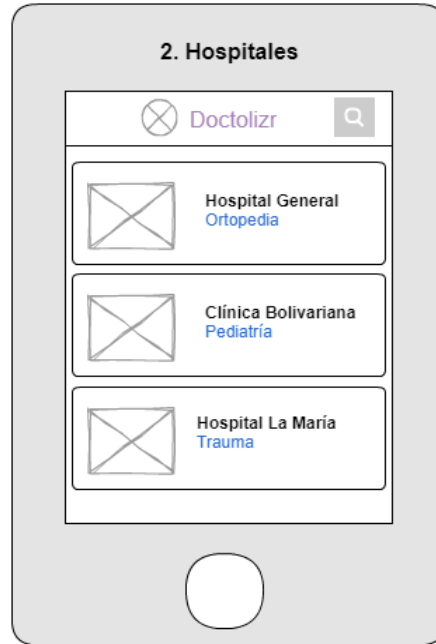 2. Hospitales
Doctolizr
Hospital General
Ortopedia
Clínica Bolivariana
Pediatría
Hospital La María
Trauma